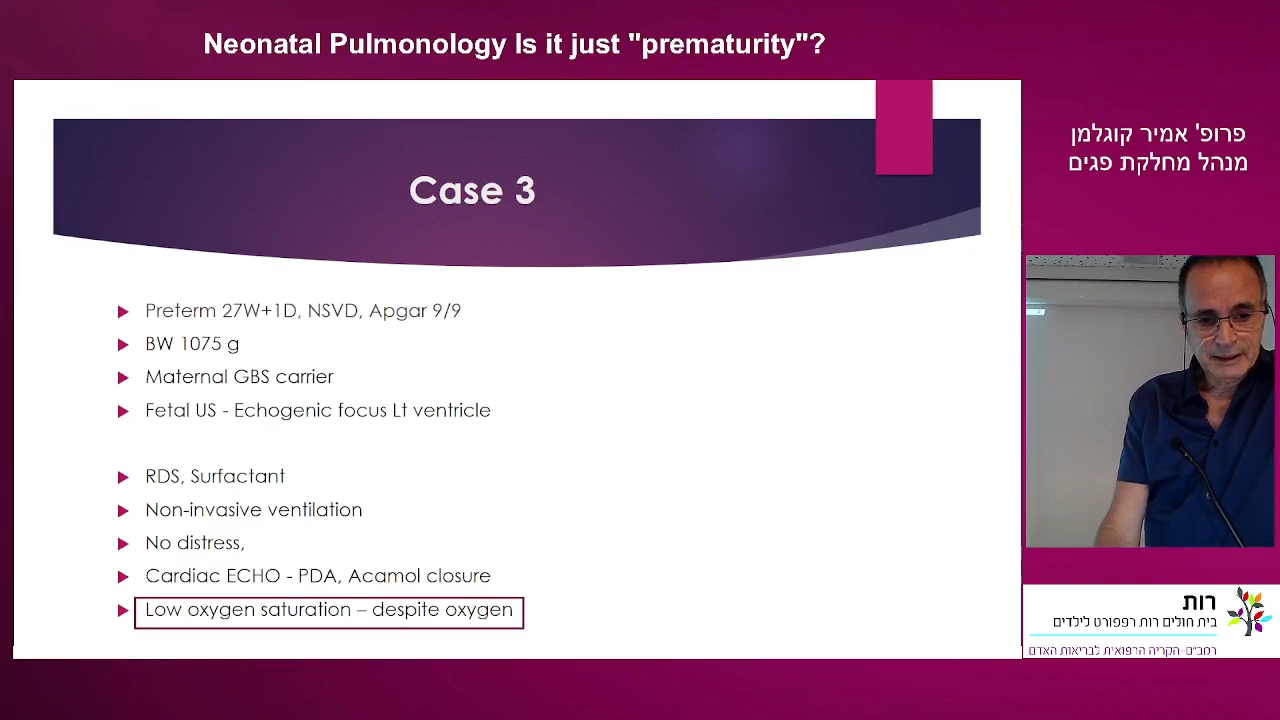 Neonatal Pulmonology Is it just "prematurity"?
Case 3
Preterm 27W+1D, NSVD, Apgar 9/9
BW 1075 g
Maternal GBS carrier
Fetal US - Echogenic focus Lt ventricle
RDS, Surfactant
Non-invasive ventilation
No distress,
Cardiac ECHO - PDA, Acamol closure
Low oxygen saturation – despite oxygen
פרופ' אמיר קוגלמן
מנהל מחלקת פגים
רות
בית חולים רות רפפורט לילדים
רמב"ם-הקריה הרפואית לבריאות האדם